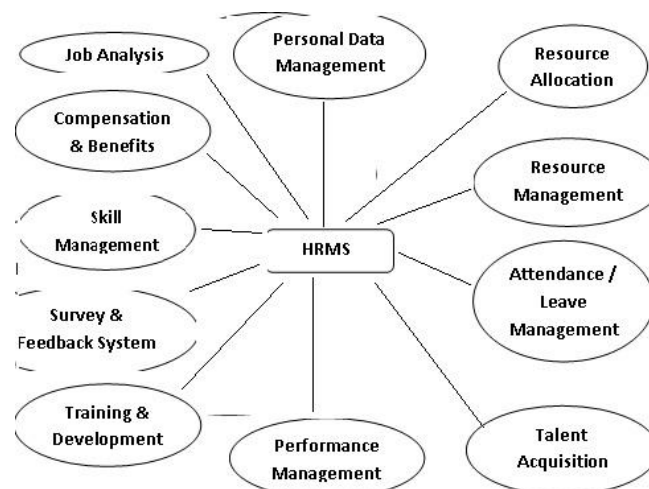 Job Analysis
Personal Data
Management
Resource
Allocation
Compensation
& Benefits
Resource
Management
Skill
Management
HRMS
Attendance /
Leave
Management
Survey &
Feedback System
Training &
Development
Performance
Management
Talent
Acquisition